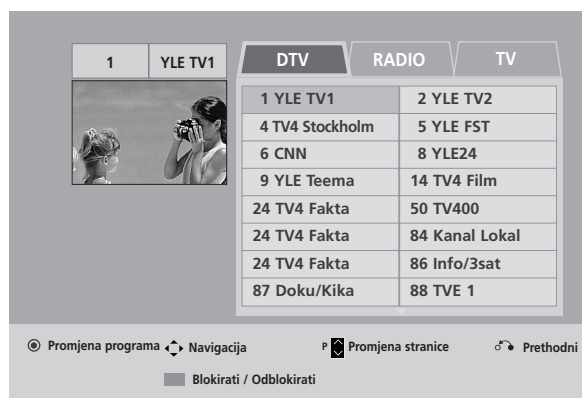 1 YLE TV1
DTV RADIO TV
1 YLE TV1 2 YLE TV2
4 TV4 Stockholm 5 YLE FST
6 CNN 8 YLE24
9 YLE Teema 14 TV4 Film
24 TV4 Fakta 50 TV400
24 TV4 Fakta 84 Kanal Lokal
24 TV4 Fakta 86 Info/3sat
87 Doku/Kika 88 TVE 1
Promjena programa Navigacija P Promjena stranice Prethodni
Blokirati / Odblokirati